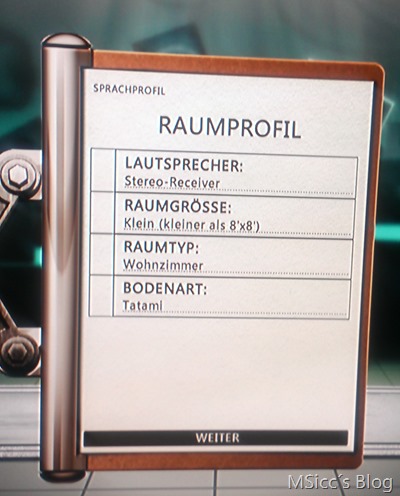 SPRACHPROFIL
RAUMPROFIL
LAUTSPRECHER:
Stereo-Receiver
RAUMGRÖSSE:
Klein (kleiner als 8'x8')
RAUMTYP:
Wohnzimmer
BODENART:
Tatami
WEITER
MSicc's Blog